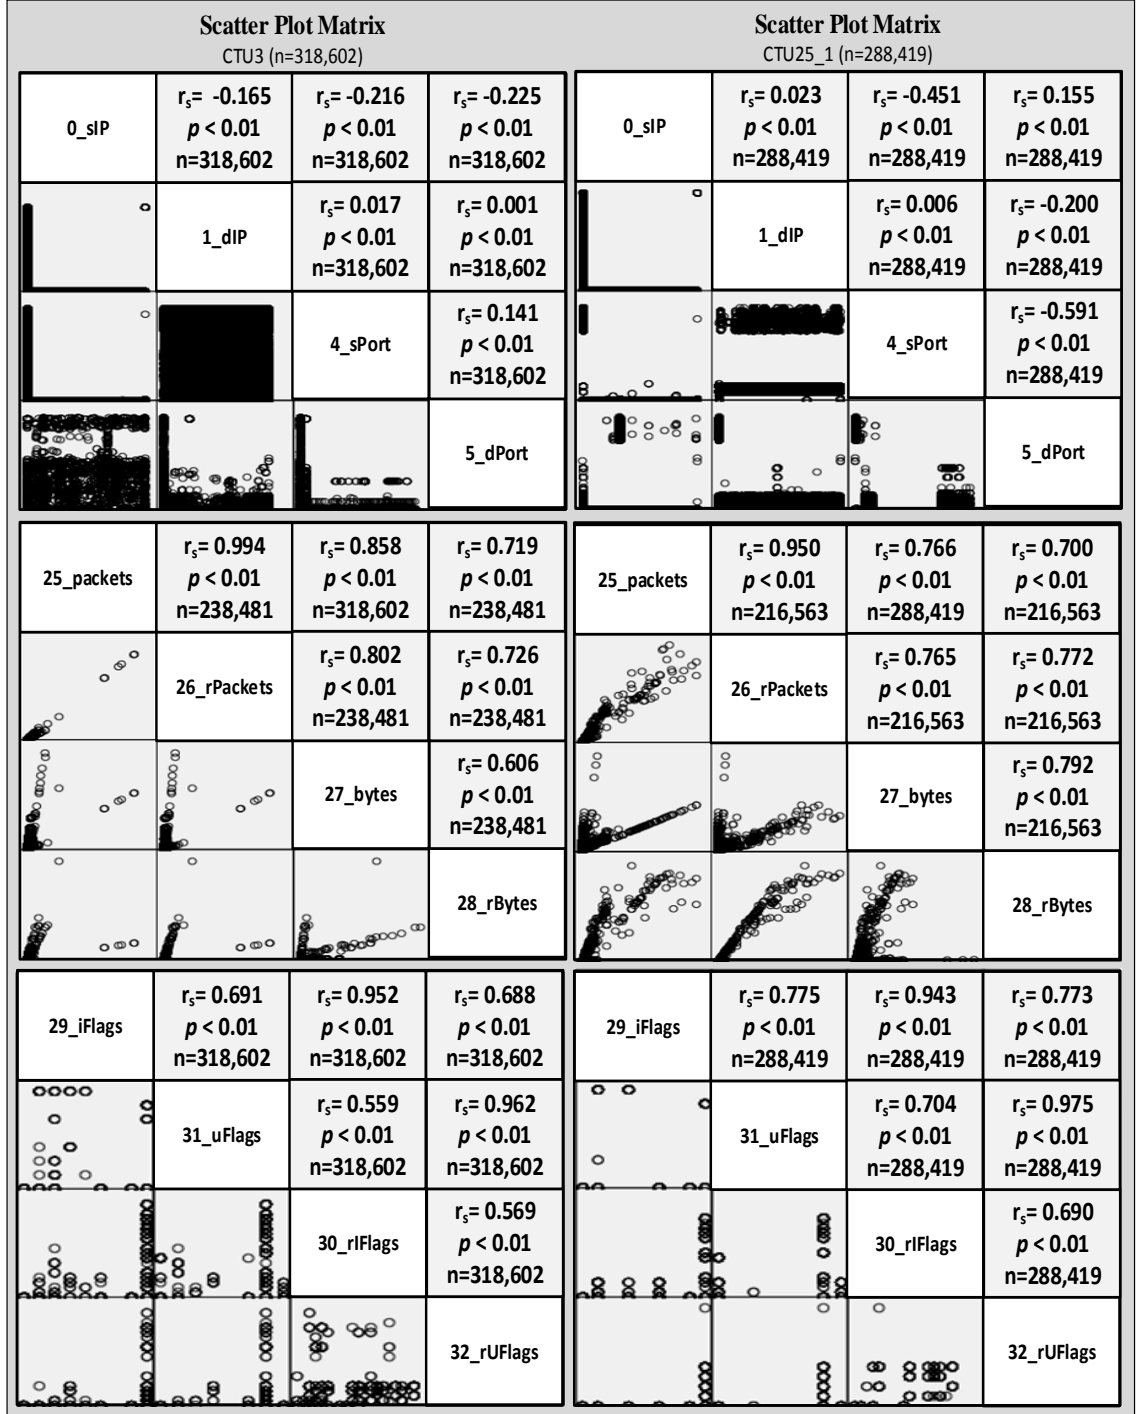 Scatter Plot Matrix
CTU3 (n=318,602)
0_sIP
rs= -0.165
p < 0.01
n=318,602
rs= -0.216
p < 0.01
n=318,602
rs= -0.225
p < 0.01
n=318,602
1_dIP
rs= 0.017
p < 0.01
n=318,602
rs= 0.001
p < 0.01
n=318,602
4_sPort
rs= 0.141
p < 0.01
n=318,602
5_dPort
25_packets
rs= 0.994
p < 0.01
n=238,481
rs= 0.858
p < 0.01
n=318,602
rs= 0.719
p < 0.01
n=238,481
26_rPackets
rs= 0.802
p < 0.01
n=238,481
rs= 0.726
p < 0.01
n=238,481
27_bytes
rs= 0.606
p < 0.01
n=238,481
28_rBytes
29_iFlags
rs= 0.691
p < 0.01
n=318,602
rs= 0.952
p < 0.01
n=318,602
rs= 0.688
p < 0.01
n=318,602
31_uFlags
rs= 0.559
p < 0.01
n=318,602
rs= 0.962
p < 0.01
n=318,602
30_rIFlags
rs= 0.569
p < 0.01
n=318,602
32_rUFlags
Scatter Plot Matrix
CTU25_1 (n=288,419)
0_sIP
rs= 0.023
p < 0.01
n=288,419
rs= -0.451
p < 0.01
n=288,419
rs= 0.155
p < 0.01
n=288,419
1_dIP
rs= 0.006
p < 0.01
n=288,419
rs= -0.200
p < 0.01
n=288,419
4_sPort
rs= -0.591
p < 0.01
n=288,419
5_dPort
25_packets
rs= 0.950
p < 0.01
n=216,563
rs= 0.766
p < 0.01
n=288,419
rs= 0.700
p < 0.01
n=216,563
26_rPackets
rs= 0.765
p < 0.01
n=216,563
rs= 0.772
p < 0.01
n=216,563
27_bytes
rs= 0.792
p < 0.01
n=216,563
28_rBytes
29_iFlags
rs= 0.775
p < 0.01
n=288,419
rs= 0.943
p < 0.01
n=288,419
rs= 0.773
p < 0.01
n=288,419
31_uFlags
rs= 0.704
p < 0.01
n=288,419
rs= 0.975
p < 0.01
n=288,419
30_rIFlags
rs= 0.690
p < 0.01
n=288,419
32_rUFlags